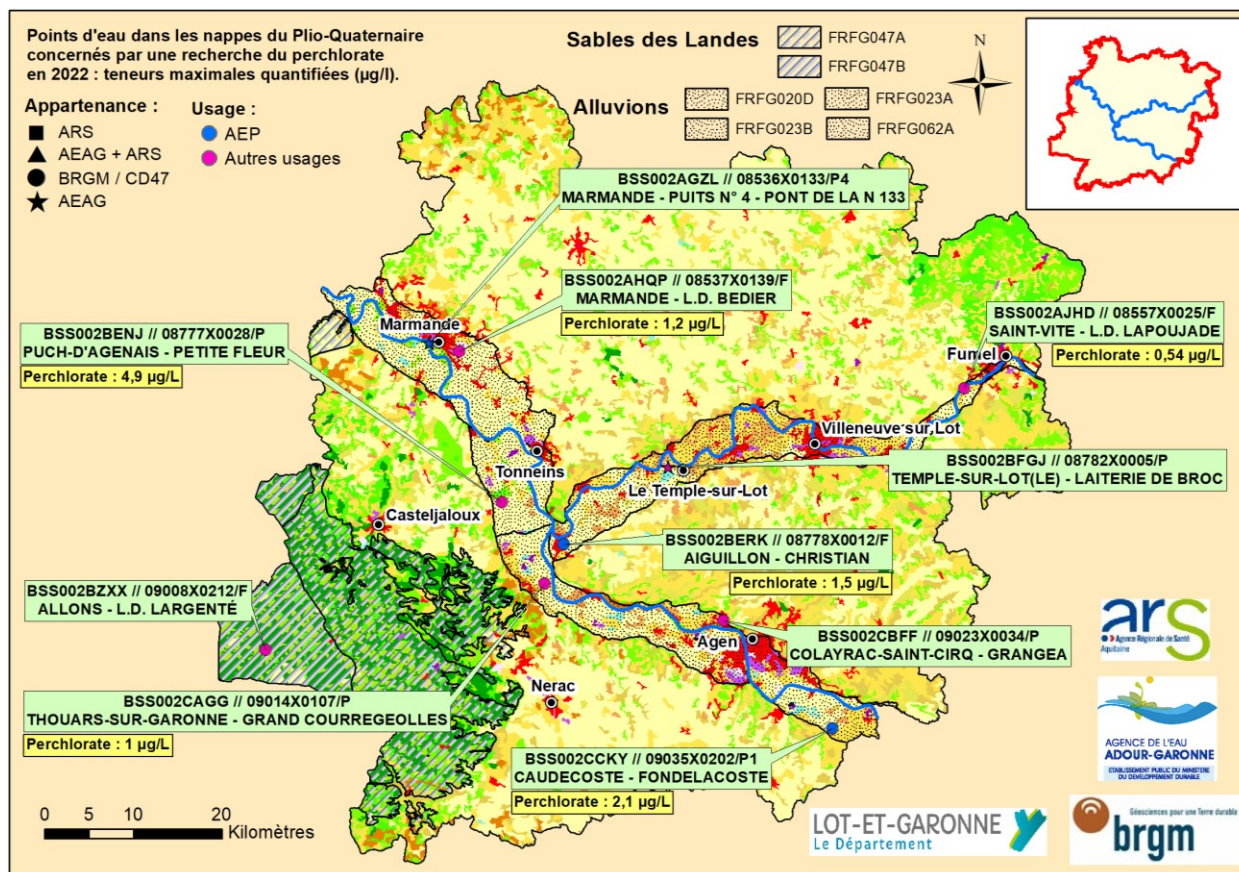 Points d'eau dans les nappes du Plio-Quaternaire
concernés par une recherche du perchlorate
en 2022 : teneurs maximales quantifiées (µg/l).
Appartenance :
ARS
AEAG + ARS
BRGM / CD47
AEAG
Usage :
AEP
Autres usages
Sables des Landes
FRFG047A
FRFG047B
Alluvions
FRFG020D
FRFG023A
FRFG023B
FRFG062A
N
BSS002AGZL // 08536X0133/P4
MARMANDE - PUITS N° 4 - PONT DE LA N 133
BSS002AHQP // 08537X0139/F
MARMANDE - L.D. BEDIER
Perchlorate : 1,2 µg/L
BSS002AJHD // 08557X0025/F
SAINT-VITE - L.D. LAPOUJADE
Perchlorate : 0,54 µg/L
BSS002BENJ // 08777X0028/P
PUCH-D'AGENAIS - PETITE FLEUR
Perchlorate : 4,9 µg/L
Marmande
Fumel
Villeneuve sur Lot
Tonneins
Le Temple-sur-Lot
BSS002BFGJ // 08782X0005/P
TEMPLE-SUR-LOT(LE) - LAITERIE DE BROC
Casteljaloux
BSS002BERK // 08778X0012/F
AIGUILLON - CHRISTIAN
Perchlorate : 1,5 µg/L
BSS002BZXX // 09008X0212/F
ALLONS - L.D. LARGENTÉ
Agen
BSS002CBFF // 09023X0034/P
COLAYRAC-SAINT-CIRQ - GRANGEA
Nerac
BSS002CAGG // 09014X0107/P
THOUARS-SUR-GARONNE - GRAND COURREGEOLLES
Perchlorate : 1 µg/L
BSS002CCKY // 09035X0202/P1
CAUDECOSTE - FONDELACOSTE
Perchlorate : 2,1 µg/L
0 5 10 20
Kilomètres
ars
Agence Régionale de Santé
Aquitaine
AGENCE DE L'EAU
ADOUR-GARONNE
ETABLISSEMENT PUBLIC DU MINISTERE
DU DEVELOPPEMENT DURABLE
LOT-ET-GARONNE
Le Département
Géosciences pour une Terre durable
brgm